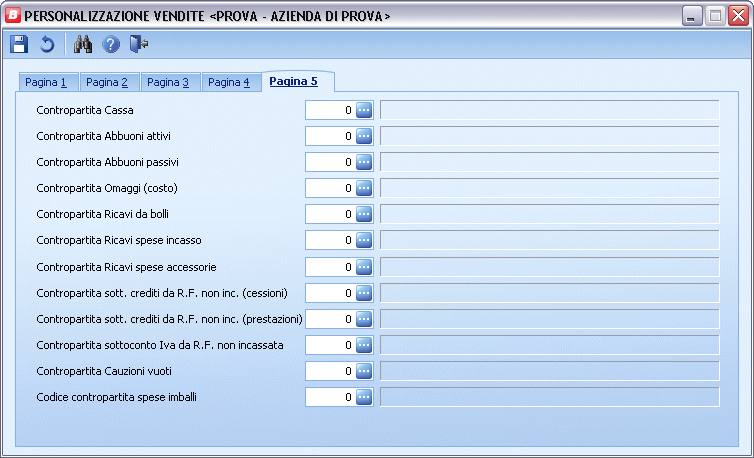 B PERSONALIZZAZIONE VENDITE <PROVA - AZIENDA DI PROVA>
Pagina 1 Pagina 2 Pagina 3 Pagina 4 Pagina 5
Contropartita Cassa 0 ...
Contropartita Abbuoni attivi 0 ...
Contropartita Abbuoni passivi 0 ...
Contropartita Omaggi (costo) 0 ...
Contropartita Ricavi da bolli 0 ...
Contropartita Ricavi spese incasso 0 ...
Contropartita Ricavi spese accessorie 0 ...
Contropartita sott. crediti da R.F. non inc. (cessioni) 0 ...
Contropartita sott. crediti da R.F. non inc. (prestazioni) 0 ...
Contropartita sottoconto Iva da R.F. non incassata 0 ...
Contropartita Cauzioni vuoti 0 ...
Codice contropartita spese imballi 0 ...